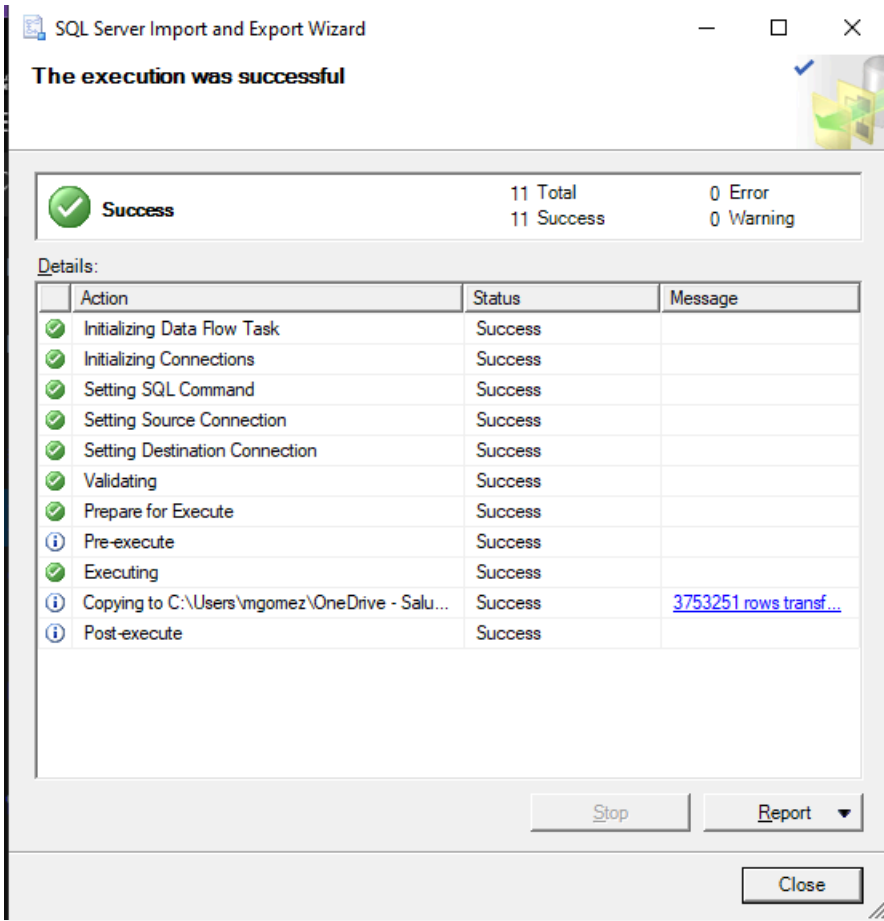 SQL Server Import and Export Wizard
The execution was successful
Success
11 Total
0 Error
11 Success
0 Warning
Details:
Action Status Message
Initializing Data Flow Task Success
Initializing Connections Success
Setting SQL Command Success
Setting Source Connection Success
Setting Destination Connection Success
Validating Success
Prepare for Execute Success
Pre-execute Success
Executing Success
Copying to C:\Users\mgomez\OneDrive - Salu... Success 3753251 rows transf...
Post-execute Success
Stop Report
Close